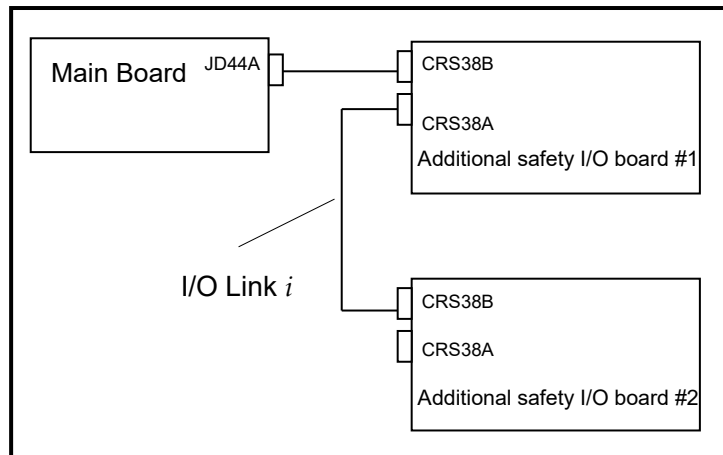 Main Board
JD44A
CRS38B
CRS38A
Additional safety I/O board #1
I/O Link i
CRS38B
CRS38A
Additional safety I/O board #2